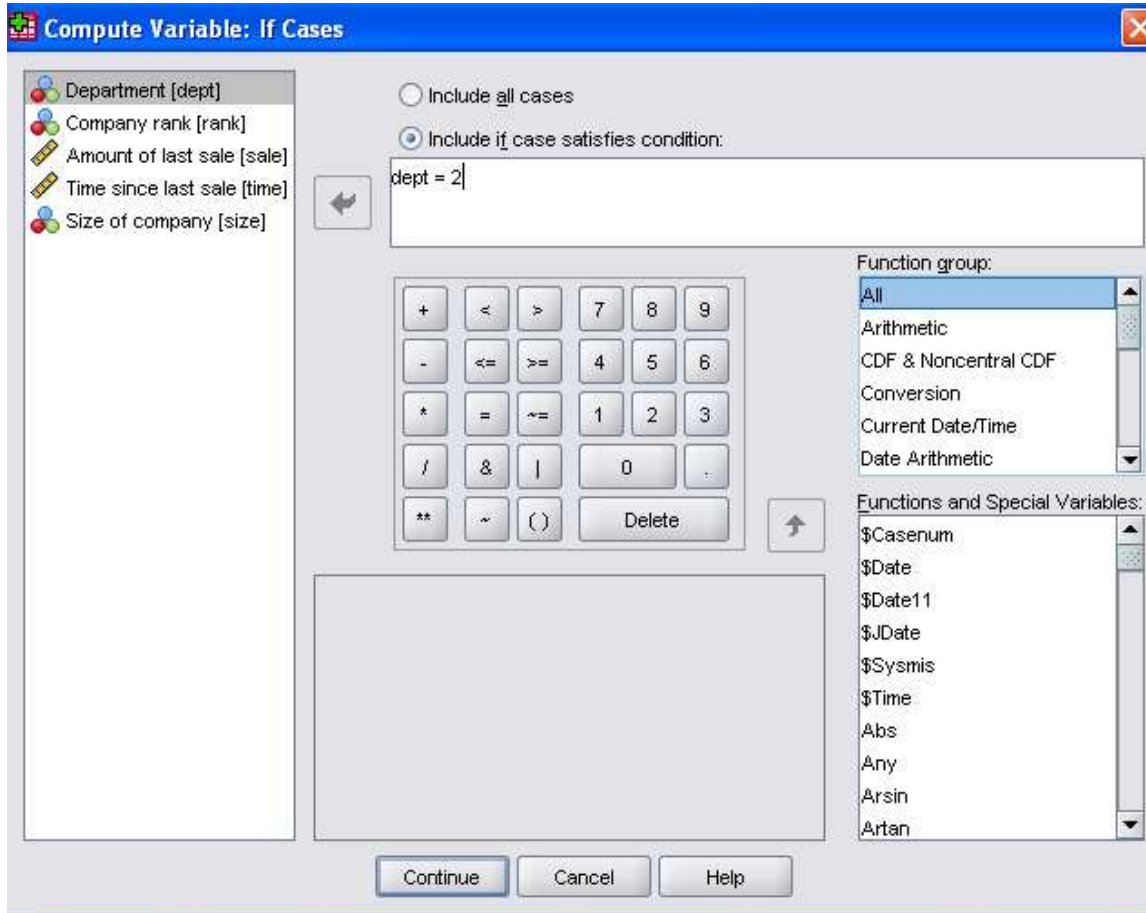 Compute Variable: If Cases
Department [dept]
Company rank [rank]
Amount of last sale [sale]
Time since last sale [time]
Size of company [size]
Include all cases
Include if case satisfies condition:
dept = 2
+ < > 7 8 9
- <= >= 4 5 6
* = ~= 1 2 3
/ & | 0 .
** ~ ( ) Delete
Function group:
All
Arithmetic
CDF & Noncentral CDF
Conversion
Current Date/Time
Date Arithmetic
Functions and Special Variables:
$Casenum
$Date
$Date11
$JDate
$Sysmis
$Time
Abs
Any
Arsin
Artan
Continue Cancel Help